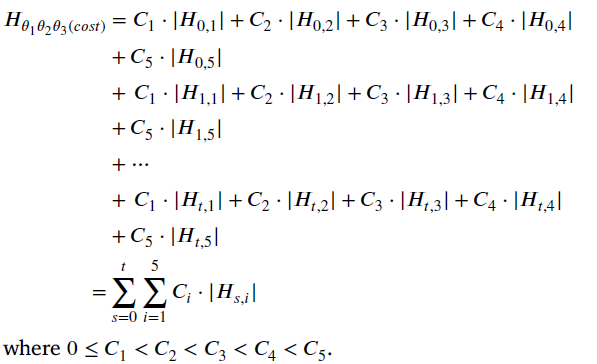 H_{θ_1θ_2θ_3(cost)} = C_1 · |H_{0,1}| + C_2 · |H_{0,2}| + C_3 · |H_{0,3}| + C_4 · |H_{0,4}|
+ C_5 · |H_{0,5}|
+ C_1 · |H_{1,1}| + C_2 · |H_{1,2}| + C_3 · |H_{1,3}| + C_4 · |H_{1,4}|
+ C_5 · |H_{1,5}|
+ ⋯
+ C_1 · |H_{t,1}| + C_2 · |H_{t,2}| + C_3 · |H_{t,3}| + C_4 · |H_{t,4}|
+ C_5 · |H_{t,5}|
= ∑_{s=0}^{t} ∑_{i=1}^{5} C_i · |H_{s,i}|
where 0 ≤ C_1 < C_2 < C_3 < C_4 < C_5.